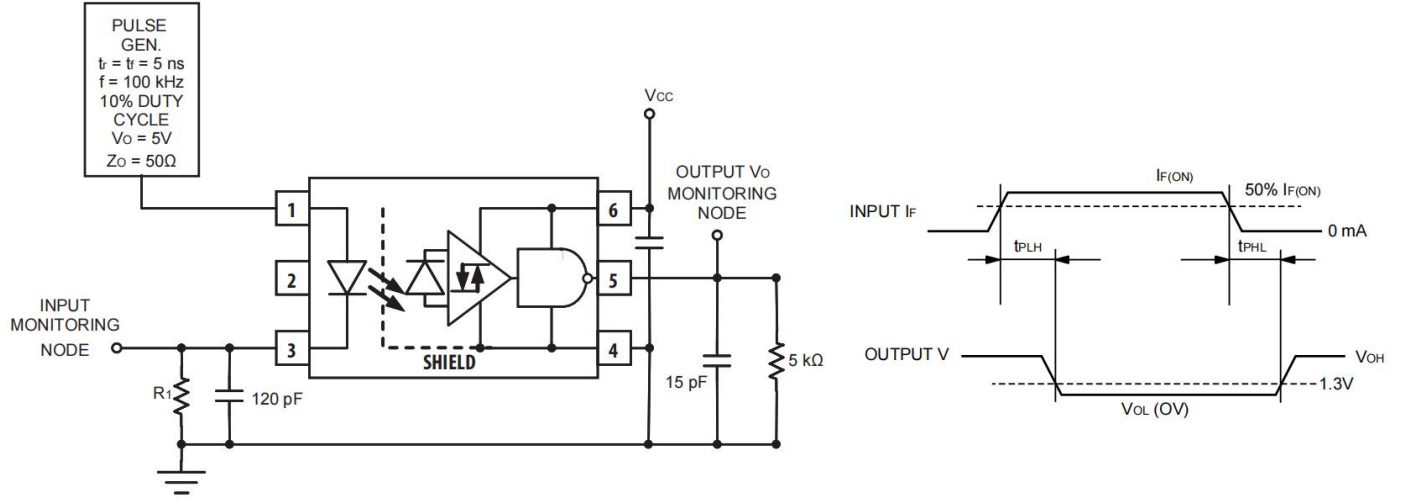 PULSE
GEN.
tr = tf = 5 ns
f = 100 kHz
10% DUTY
CYCLE
VO = 5V
ZO = 50Ω
VCC
OUTPUT VO
MONITORING
NODE
1
2
3
6
5
4
SHIELD
INPUT
MONITORING
NODE
R1
120 pF
15 pF
5 kΩ
INPUT IF
IF(ON)
50% IF(ON)
0 mA
tPLH
tPHL
OUTPUT V
VOH
1.3V
VOL (OV)